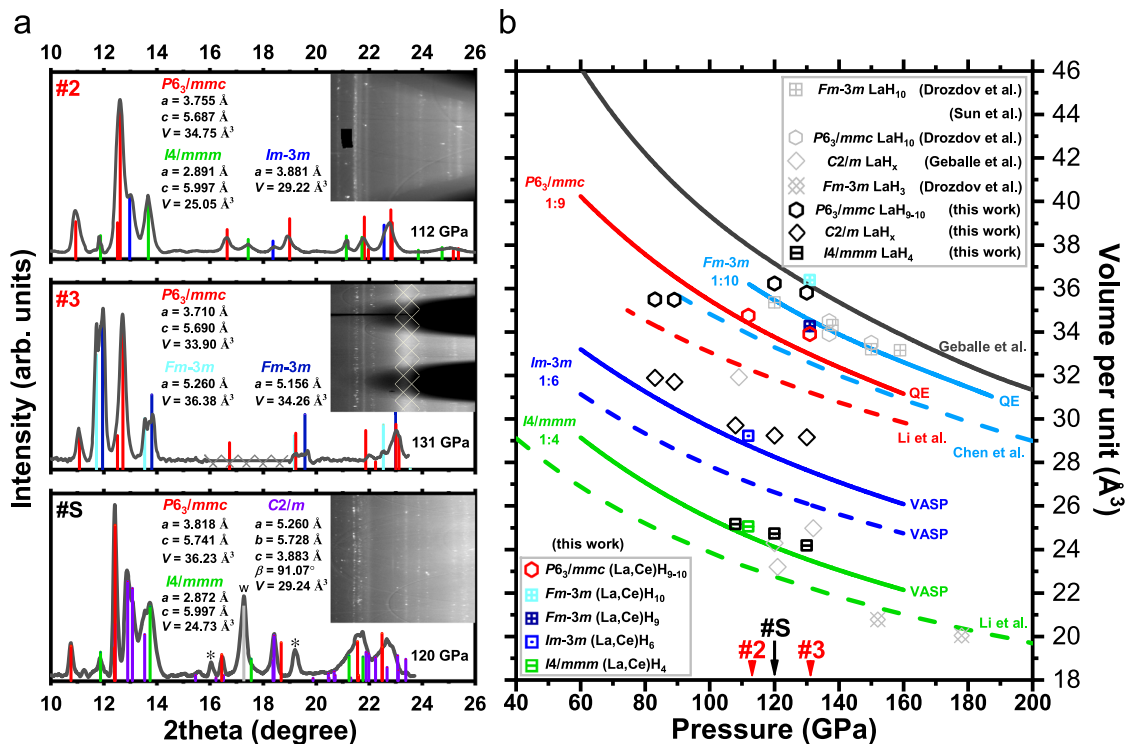 a
10 12 14 16 18 20 22 24 26
Intensity (arb. units)
#2
P6₃/mmc
a = 3.755 Å
c = 5.687 Å
V = 34.75 Å³
I4/mmm
a = 2.891 Å
c = 5.997 Å
V = 25.05 Å³
Im-3m
a = 3.881 Å
V = 29.22 Å³
112 GPa
#3
P6₃/mmc
a = 3.710 Å
c = 5.690 Å
V = 33.90 Å³
Fm-3m
a = 5.260 Å
V = 36.38 Å³
Fm-3m
a = 5.156 Å
V = 34.26 Å³
131 GPa
#S
P6₃/mmc
a = 3.818 Å
c = 5.741 Å
V = 36.23 Å³
I4/mmm
a = 2.872 Å
c = 5.997 Å
V = 24.73 Å³
C2/m
a = 5.260 Å
b = 5.728 Å
c = 3.883 Å
β = 91.07°
V = 29.24 Å³
w
*
*
120 GPa
10 12 14 16 18 20 22 24 26
2theta (degree)
b
Fm-3m LaH₁₀ (Drozdov et al.)
(Sun et al.)
P6₃/mmc LaH₁₀ (Drozdov et al.)
C2/m LaHₓ (Geballe et al.)
Fm-3m LaH₃ (Drozdov et al.)
P6₃/mmc LaH₉₋₁₀ (this work)
C2/m LaHₓ (this work)
I4/mmm LaH₄ (this work)
P6₃/mmc
1:9
Fm-3m
1:10
Im-3m
1:6
I4/mmm
1:4
Geballe et al.
QE
QE
Li et al.
Chen et al.
VASP
VASP
VASP
Li et al.
(this work)
P6₃/mmc (La,Ce)H₉₋₁₀
Fm-3m (La,Ce)H₁₀
Fm-3m (La,Ce)H₉
Im-3m (La,Ce)H₆
I4/mmm (La,Ce)H₄
#S
#2
#3
46
44
42
40
38
36
34
32
30
28
26
24
22
20
18
Volume per unit (Å³)
40 60 80 100 120 140 160 180 200
Pressure (GPa)